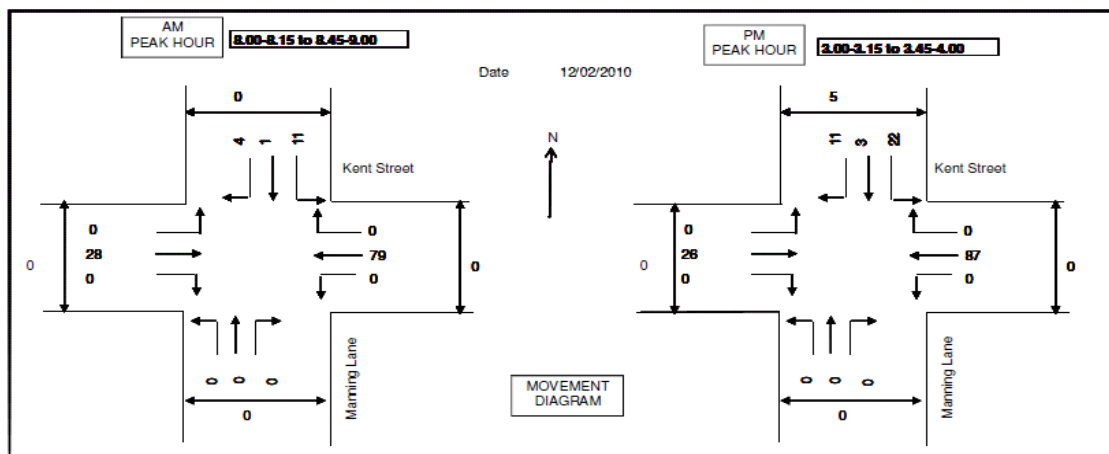 AM
PEAK HOUR
8.00-8.15 to 8.45-9.00
PM
PEAK HOUR
3.00-3.15 to 3.45-4.00
Date 12/02/2010
0
4 1 11
Kent Street
N
0
28
0
0
0
79
0
0
0 0 0
0
Manning Lane
MOVEMENT
DIAGRAM
5
11 3 22
Kent Street
0
26
0
0
0
87
0
0
0 0 0
0
Manning Lane